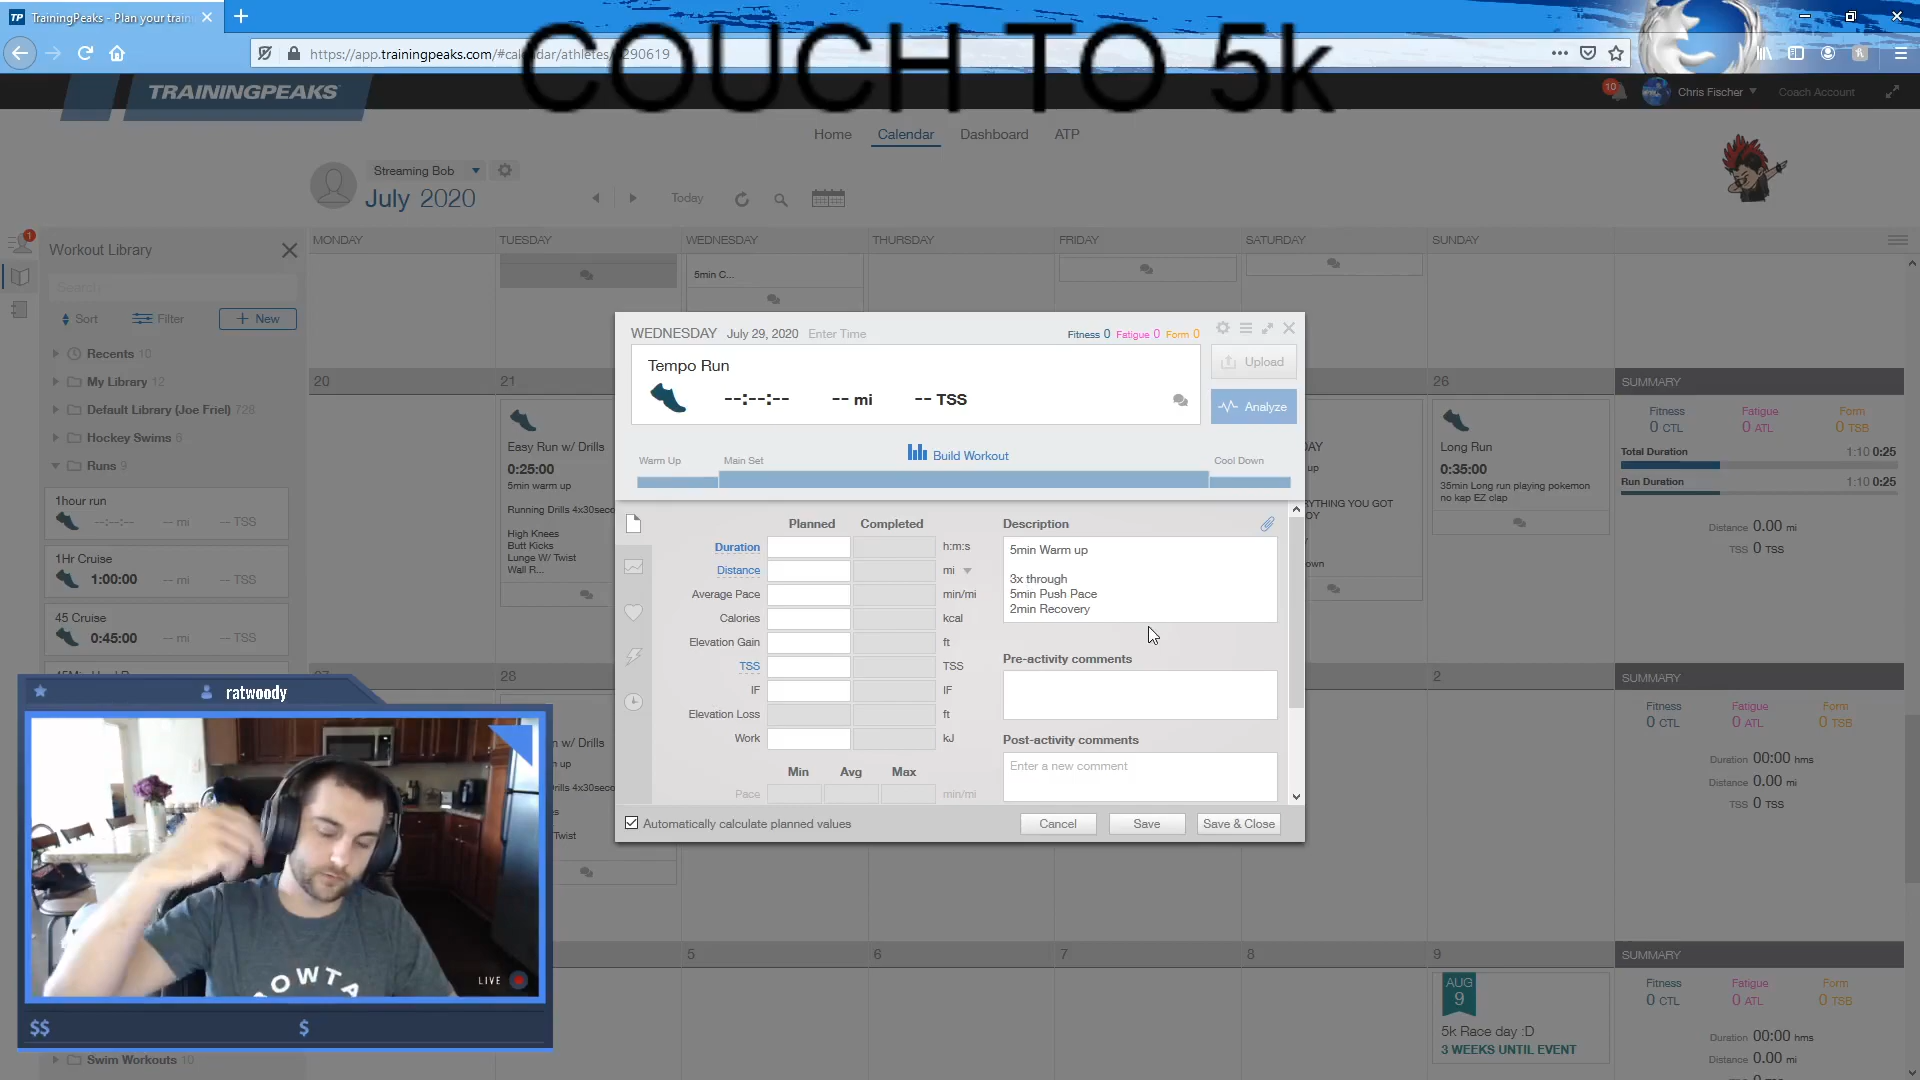 TrainingPeaks - Plan your train
https://app.trainingpeaks.com/#calendar/athletes/
290619
COUCH TO 5k
TRAININGPEAKS
10
Chris Fischer
Coach Account
Home
Calendar
Dashboard
ATP
Streaming Bob
July 2020
Today
1
Workout Library
Search
Sort
Filter
+ New
Recents 10
My Library 12
Default Library (Joe Friel) 728
Hockey Swims 6
Runs 9
1hour run
--:--:-- -- mi -- TSS
1Hr Cruise
1:00:00 -- mi -- TSS
45 Cruise
0:45:00 -- mi -- TSS
Swim Workouts 10
MONDAY
TUESDAY
WEDNESDAY
THURSDAY
FRIDAY
SATURDAY
SUNDAY
5min C...
20
21
26
SUMMARY
Easy Run w/ Drills
0:25:00
5min warm up
Running Drills 4x30seco
High Knees
Butt Kicks
Lunge W/ Twist
Wall R...
Long Run
0:35:00
35min Long run playing pokemon
no kap EZ clap
Fitness
0 CTL
Fatigue
0 ATL
Form
0 TSB
Total Duration 1:10 0:25
Run Duration 1:10 0:25
Distance 0.00 mi
TSS 0 TSS
WEDNESDAY July 29, 2020 Enter Time
Fitness 0 Fatigue 0 Form 0
Tempo Run
--:--:-- -- mi -- TSS
Upload
Analyze
Warm Up
Main Set
Build Workout
Cool Down
Planned
Completed
Duration h:m:s
Distance mi
Average Pace min/mi
Calories kcal
Elevation Gain ft
TSS TSS
IF IF
Elevation Loss ft
Work kJ
Min Avg Max
Pace min/mi
Description
5min Warm up
3x through
5min Push Pace
2min Recovery
Pre-activity comments
Post-activity comments
Enter a new comment
Automatically calculate planned values
Cancel
Save
Save & Close
28
2
SUMMARY
Fitness
0 CTL
Fatigue
0 ATL
Form
0 TSB
Duration 00:00 hms
Distance 0.00 mi
TSS 0 TSS
5
6
7
8
9
SUMMARY
AUG
9
5k Race day :D
3 WEEKS UNTIL EVENT
Fitness
0 CTL
Fatigue
0 ATL
Form
0 TSB
Duration 00:00 hms
Distance 0.00 mi
ratwoody
LIVE
$$
$